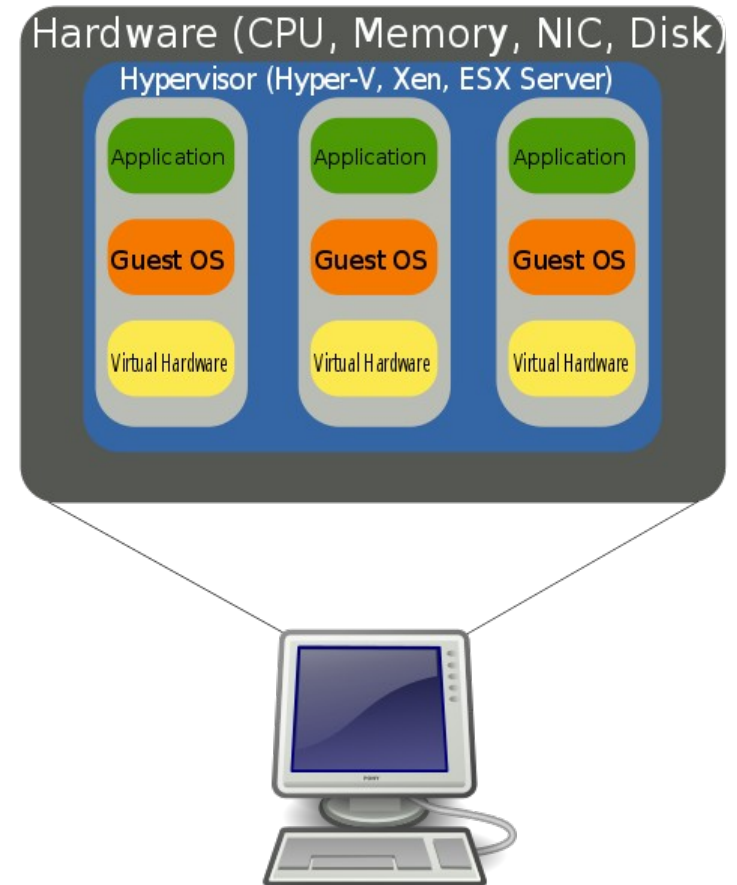 Hardware (CPU, Memory, NIC, Disk)
Hypervisor (Hyper-V, Xen, ESX Server)
Application Application Application
Guest OS Guest OS Guest OS
Virtual Hardware Virtual Hardware Virtual Hardware